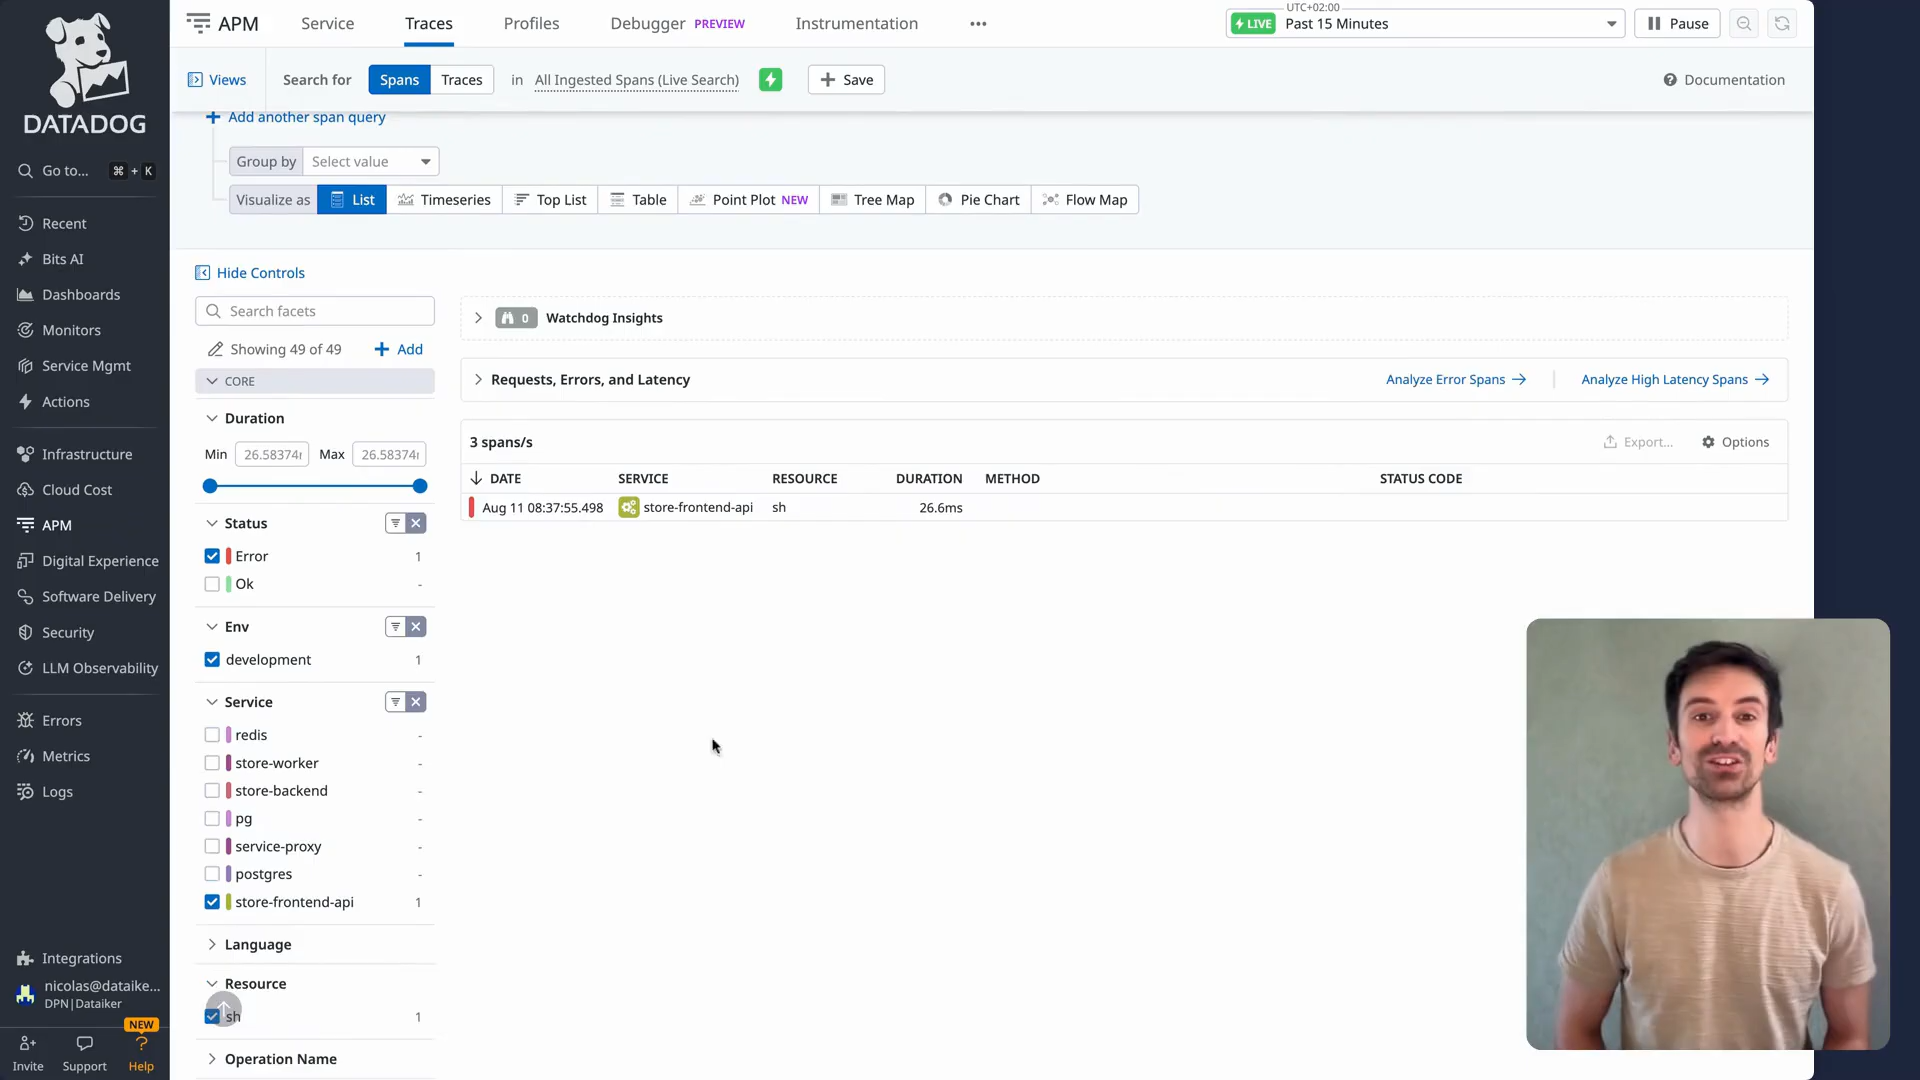 DATADOG
Go to... ⌘ + K
Recent
Bits AI
Dashboards
Monitors
Service Mgmt
Actions
Infrastructure
Cloud Cost
APM
Digital Experience
Software Delivery
Security
LLM Observability
Errors
Metrics
Logs
Integrations
nicolas@dataike...
DPN|Dataiker
NEW
Invite Support Help
APM Service Traces Profiles Debugger PREVIEW Instrumentation ...
UTC+02:00
LIVE Past 15 Minutes Pause
Views Search for Spans Traces in All Ingested Spans (Live Search) Save Documentation
Add another span query
Group by Select value
Visualize as List Timeseries Top List Table Point Plot NEW Tree Map Pie Chart Flow Map
Hide Controls
Search facets
Showing 49 of 49 Add
CORE
Duration
Min 26.58374 Max 26.58374
Status
Error 1
Ok -
Env
development 1
Service
redis -
store-worker -
store-backend -
pg -
service-proxy -
postgres -
store-frontend-api 1
Language
Resource
sh 1
Operation Name
0 Watchdog Insights
Requests, Errors, and Latency Analyze Error Spans → Analyze High Latency Spans →
3 spans/s Export... Options
↓ DATE SERVICE RESOURCE DURATION METHOD STATUS CODE
Aug 11 08:37:55.498 store-frontend-api sh 26.6ms